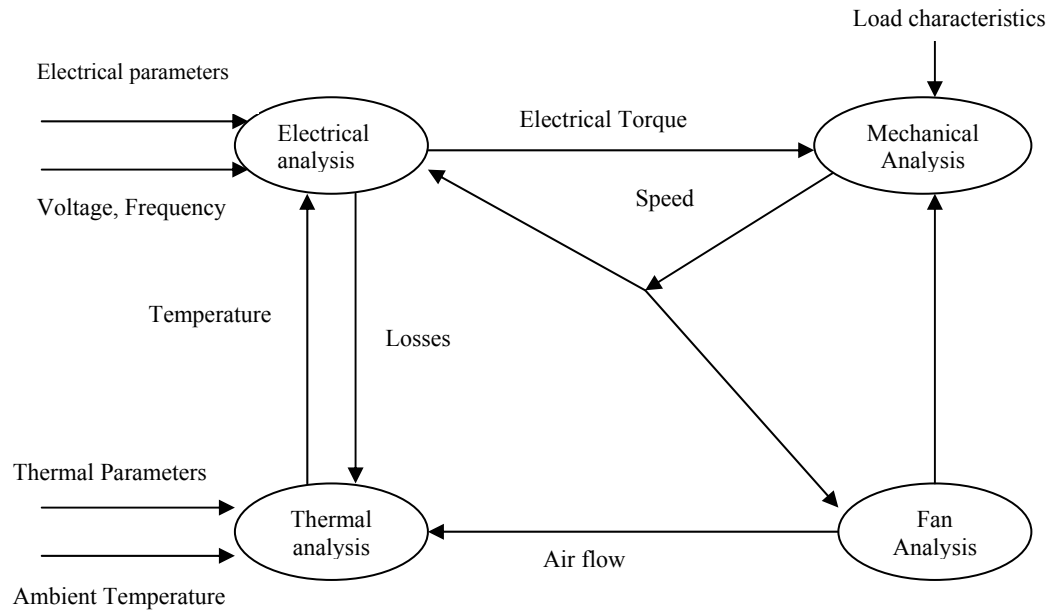 Load characteristics
Electrical parameters
Electrical
analysis
Electrical Torque
Mechanical
Analysis
Voltage, Frequency
Speed
Temperature
Losses
Thermal Parameters
Thermal
analysis
Fan
Analysis
Air flow
Ambient Temperature